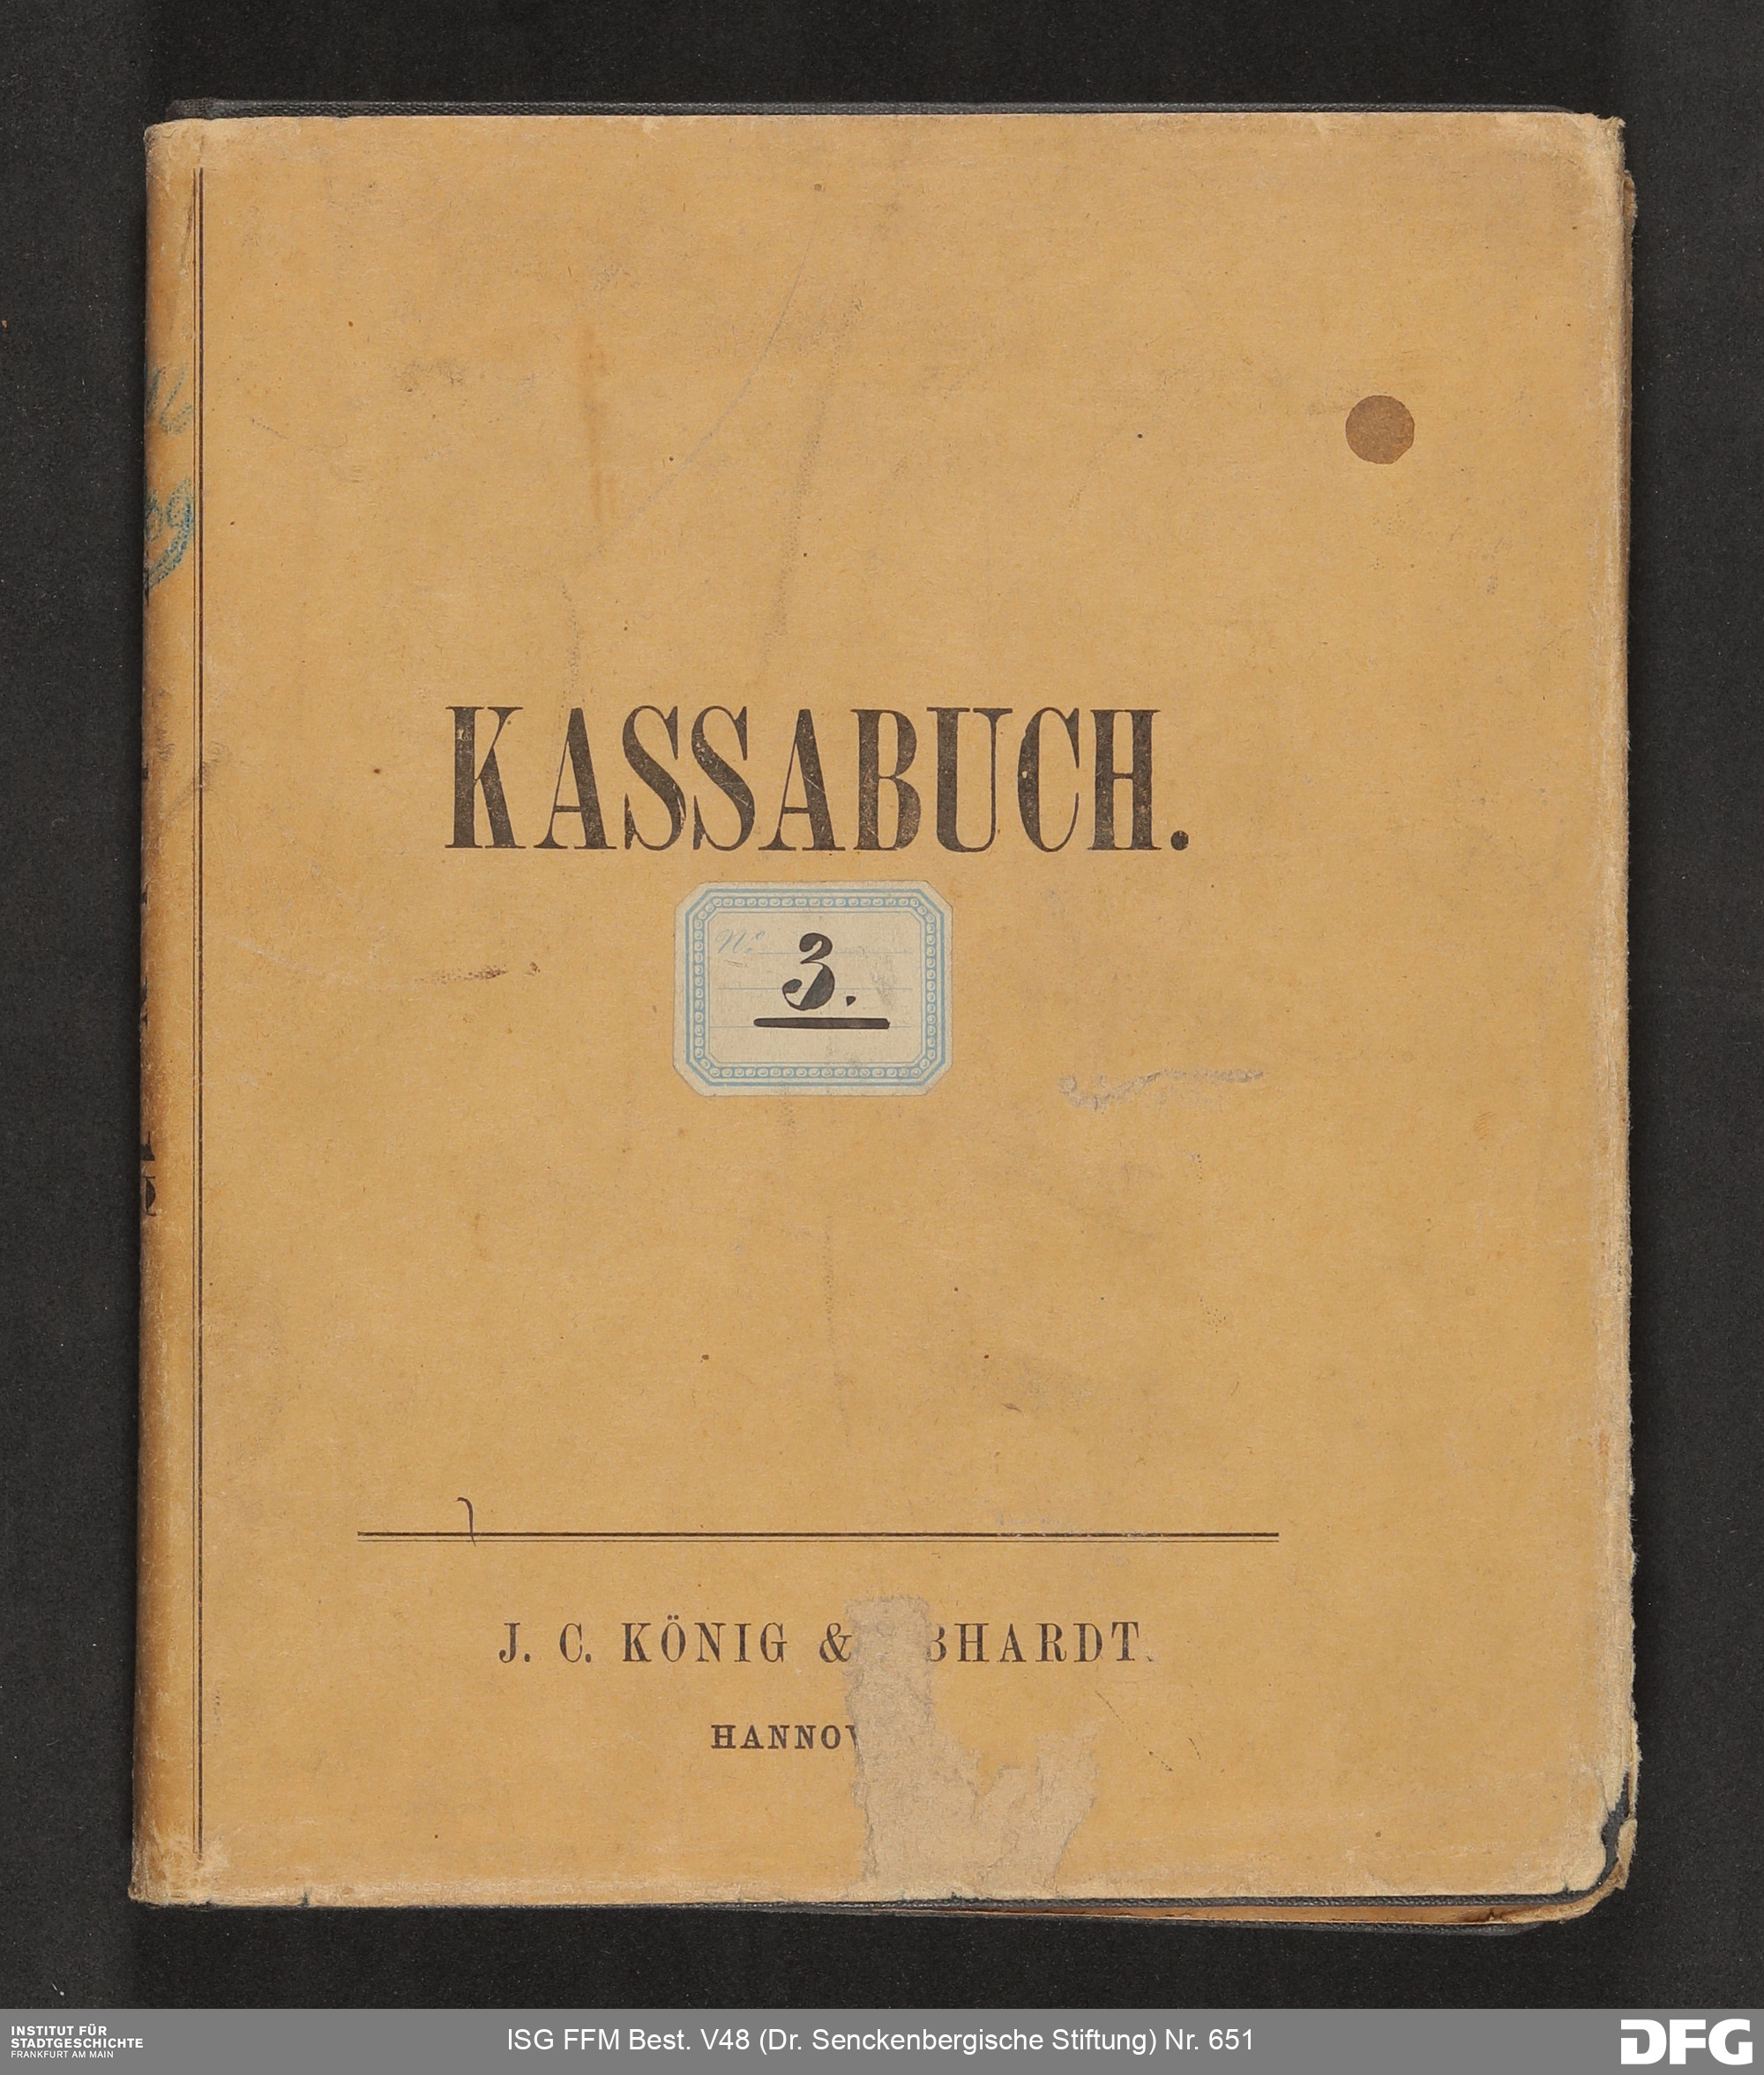 KASSABUCH.
No.
3.
J. C. KÖNIG & BHARDT.
HANNOV
INSTITUT FÜR
STADTGESCHICHTE
FRANKFURT AM MAIN
ISG FFM Best. V48 (Dr. Senckenbergische Stiftung) Nr. 651
DFG